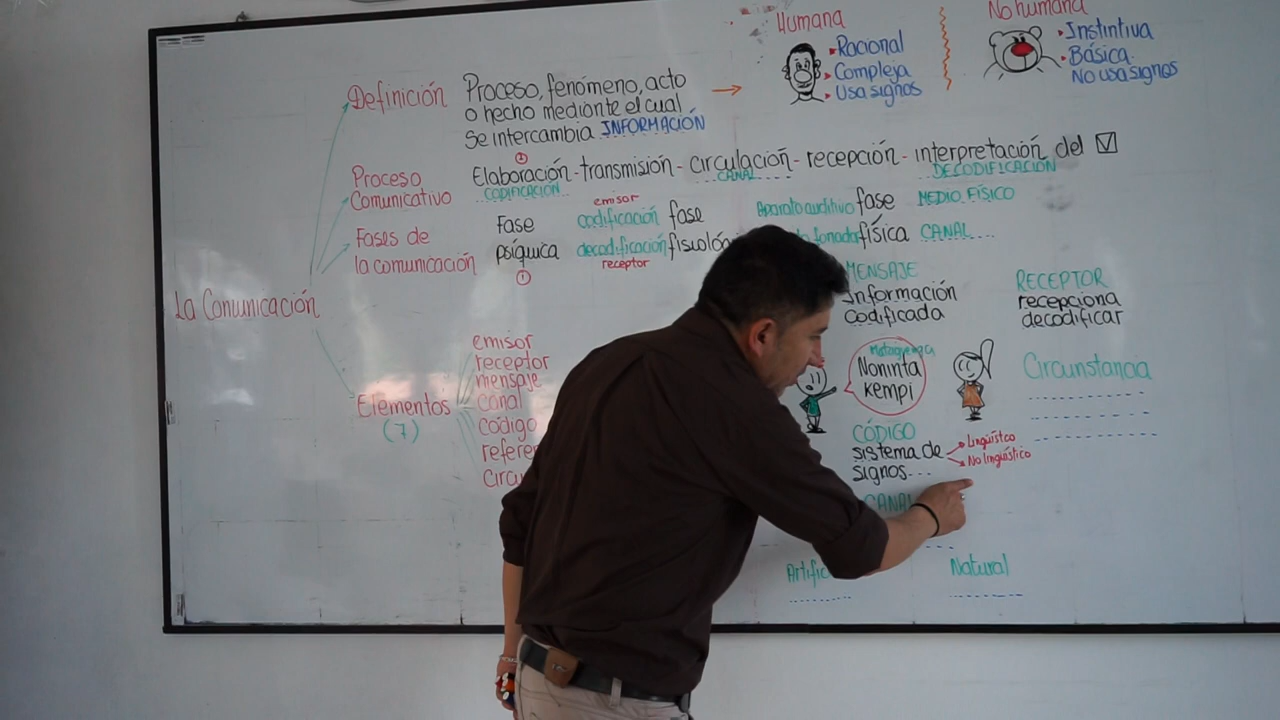 Humana
Racional
Compleja
Usa signos
No humana
Instintiva
Básica
No usa signos
Definición
Proceso, fenómeno, acto
o hecho mediante el cual
se intercambia INFORMACIÓN
Proceso
Comunicativo
Elaboración - transmisión - circulación - recepción - interpretación del
CODIFICACIÓN
CANAL
DECODIFICACIÓN
Fases de
la comunicación
Fase
psíquica
emisor
codificación
decodificación
receptor
fase
Aparato auditivo
fase
física
MEDIO FÍSICO
CANAL
La Comunicación
Elementos
(7)
emisor
receptor
mensaje
canal
código
MENSAJE
Información
Codificada
RECEPTOR
recepciona
decodificar
Noninta
kempi
Circunstancia
CÓDIGO
sistema de
signos...
Lingüístco
No lingüístico
CANAL
Natural